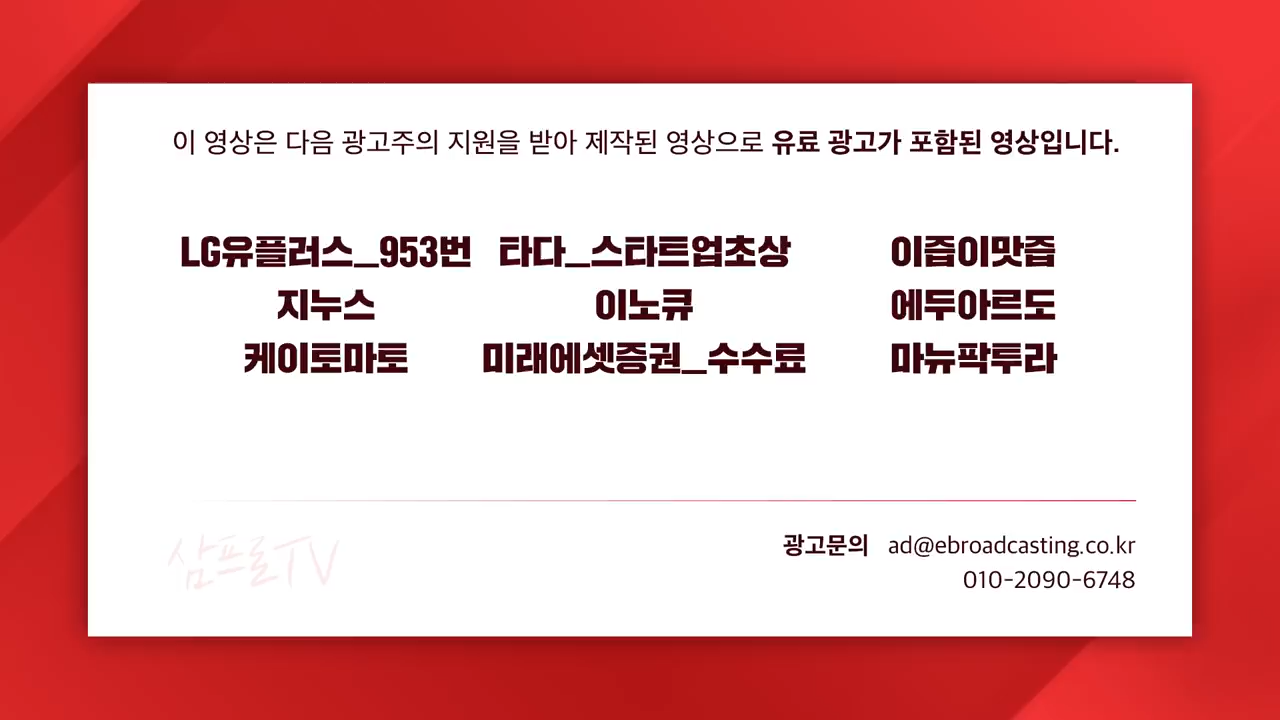 이 영상은 다음 광고주의 지원을 받아 제작된 영상으로 유료 광고가 포함된 영상입니다.
LG유플러스_953번 타다_스타트업초상 이즙이맛즙
지누스 이노큐 에두아르도
케이토마토 미래에셋증권_수수료 마뉴팍투라
삼프로TV
광고문의 ad@ebroadcasting.co.kr
010-2090-6748